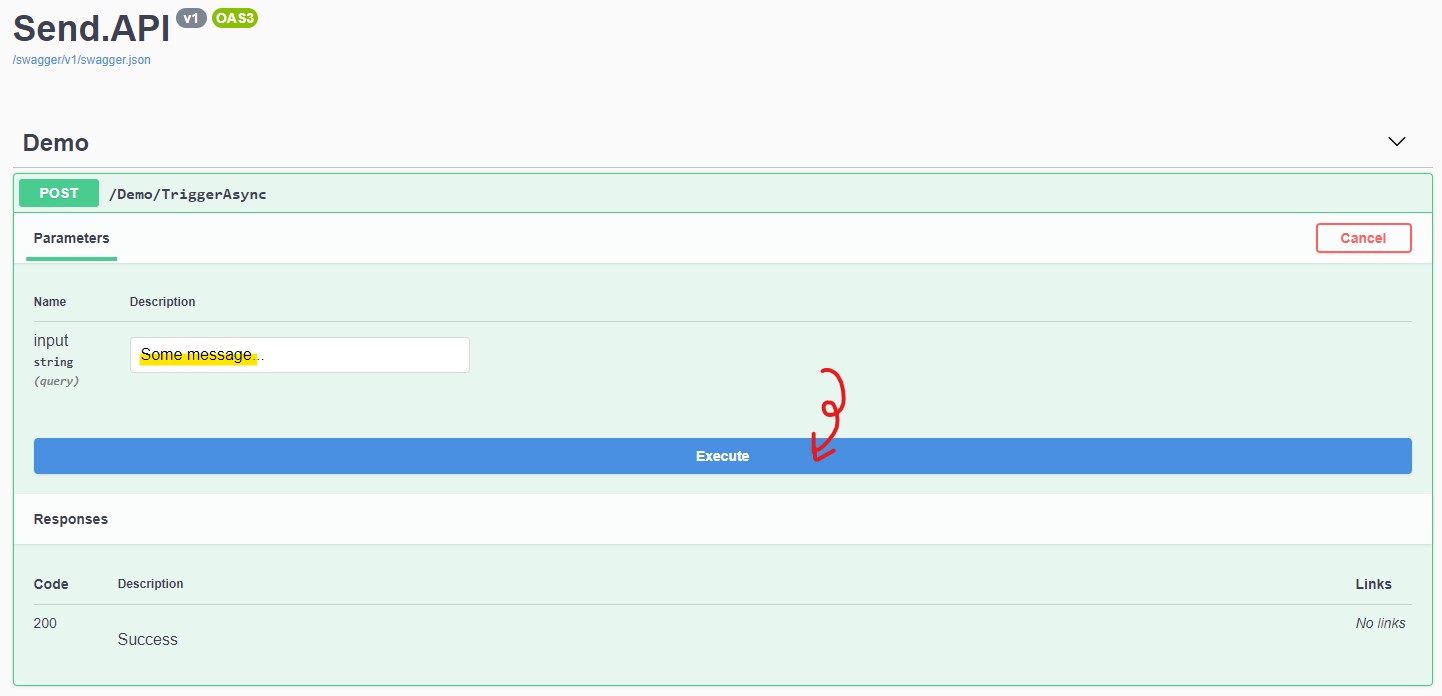 Send.API v1 OAS3
/swagger/v1/swagger.json
Demo
POST /Demo/TriggerAsync
Parameters Cancel
Name Description
input
string
(query)
Some message...
Execute
Responses
Code Description Links
200 Success No links